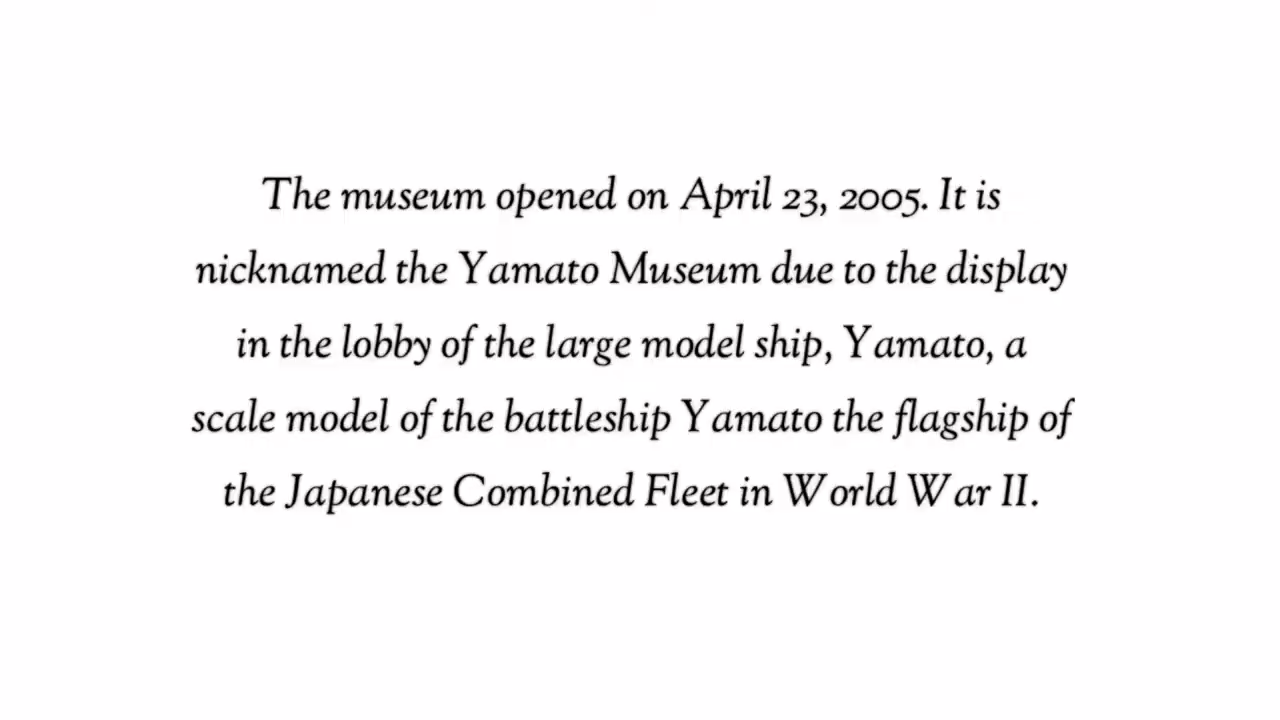 The museum opened on April 23, 2005. It is
nicknamed the Yamato Museum due to the display
in the lobby of the large model ship, Yamato, a
scale model of the battleship Yamato the flagship of
the Japanese Combined Fleet in World War II.